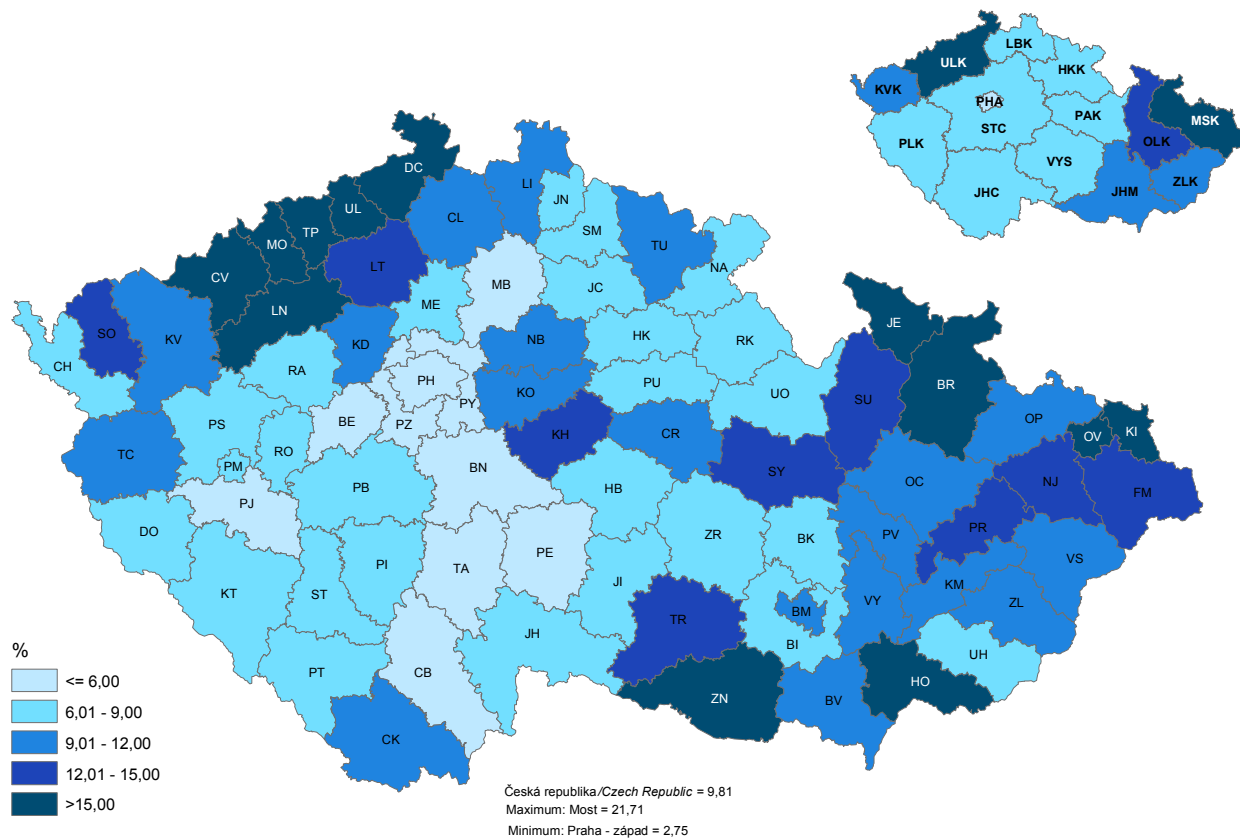 LBK
ULK
HKK
KVK
PHA
PAK
MSK
STC
OLK
PLK
VYS
ZLK
JHM
JHC
DC
LI
UL
JN
CL
TP
SM
MO
TU
LT
NA
CV
MB
JC
ME
LN
JE
SO
KV
NB
HK
RK
KD
CH
RA
BR
PH
PU
UO
KO
SU
PY
OP
BE
PZ
PS
KH
CR
KI
OV
RO
TC
SY
PM
OC
PB
BN
HB
NJ
FM
PJ
PR
DO
ZR
PV
PE
BK
VS
PI
TA
KT
ST
JI
KM
VY
ZL
BM
TR
JH
BI
UH
PT
CB
HO
ZN
BV
CK
%
<= 6,00
6,01 - 9,00
9,01 - 12,00
12,01 - 15,00
>15,00
Česká republika/Czech Republic = 9,81
Maximum: Most = 21,71
Minimum: Praha - západ = 2,75